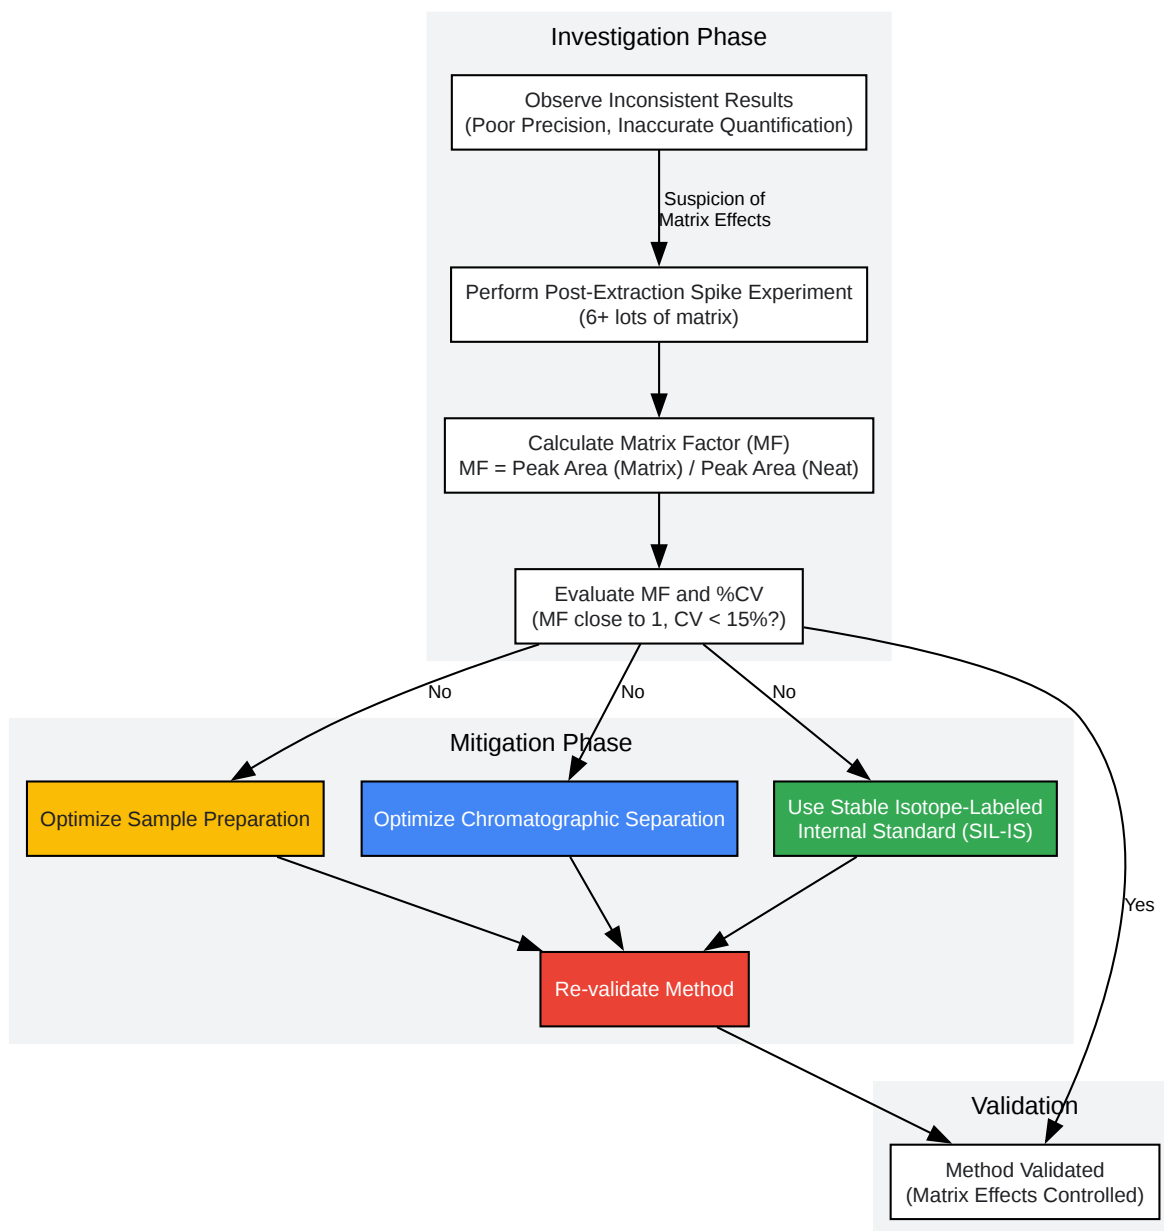 Investigation Phase
Observe Inconsistent Results
(Poor Precision, Inaccurate Quantification)
Suspicion of
Matrix Effects
Perform Post-Extraction Spike Experiment
(6+ lots of matrix)
Calculate Matrix Factor (MF)
MF = Peak Area (Matrix) / Peak Area (Neat)
Evaluate MF and %CV
(MF close to 1, CV < 15%?)
No
No
No
Mitigation Phase
Optimize Sample Preparation
Optimize Chromatographic Separation
Use Stable Isotope-Labeled
Internal Standard (SIL-IS)
Yes
Re-validate Method
Validation
Method Validated
(Matrix Effects Controlled)